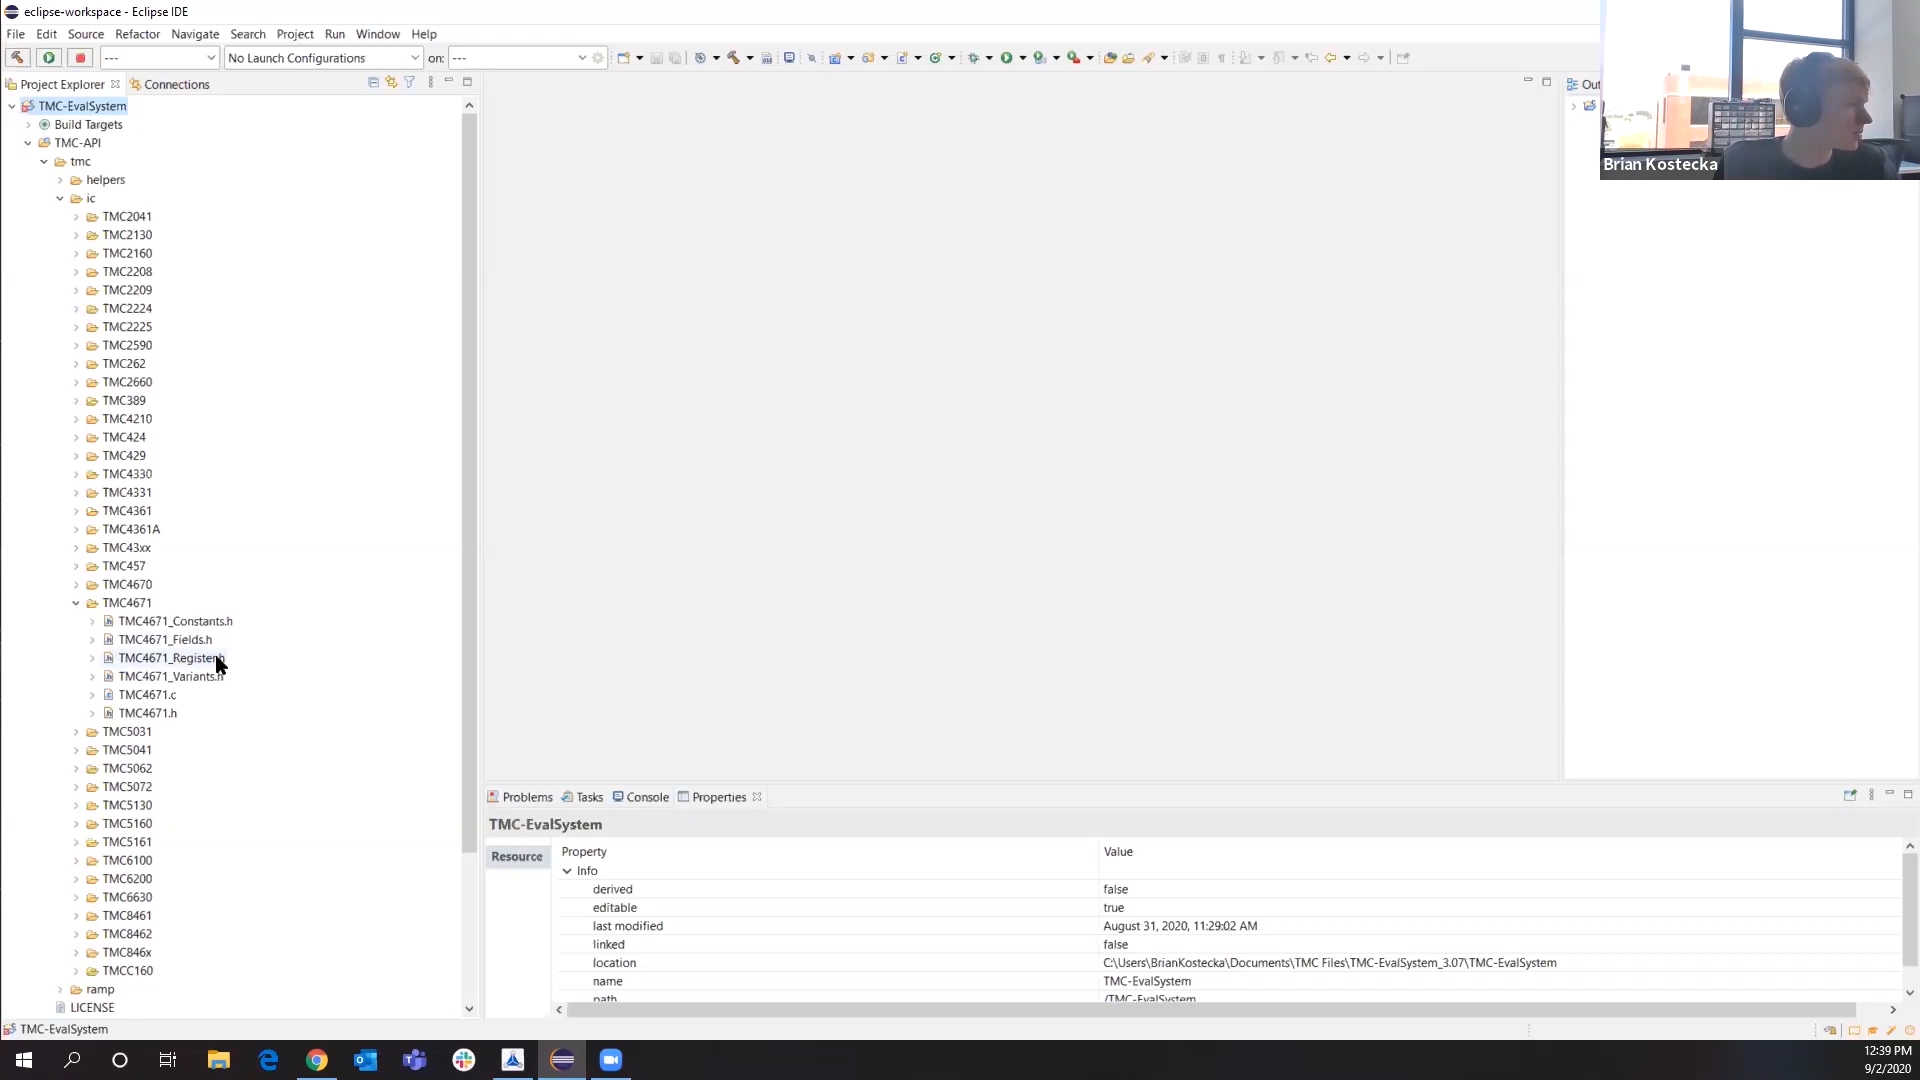 eclipse-workspace - Eclipse IDE
File Edit Source Refactor Navigate Search Project Run Window Help
--- No Launch Configurations on: ---
Project Explorer Connections
Out
TMC-EvalSystem
Build Targets
TMC-API
tmc
helpers
ic
TMC2041
TMC2130
TMC2160
TMC2208
TMC2209
TMC2224
TMC2225
TMC2590
TMC262
TMC2660
TMC389
TMC4210
TMC424
TMC429
TMC4330
TMC4331
TMC4361
TMC4361A
TMC43xx
TMC457
TMC4670
TMC4671
TMC4671_Constants.h
TMC4671_Fields.h
TMC4671_Register.h
TMC4671_Variants.h
TMC4671.c
TMC4671.h
TMC5031
TMC5041
TMC5062
TMC5072
TMC5130
TMC5160
TMC5161
TMC6100
TMC6200
TMC6630
TMC8461
TMC8462
TMC846x
TMCC160
ramp
LICENSE
Brian Kostecka
Problems Tasks Console Properties
TMC-EvalSystem
Resource
Property Value
Info
derived false
editable true
last modified August 31, 2020, 11:29:02 AM
linked false
location C:\Users\BrianKostecka\Documents\TMC Files\TMC-EvalSystem_3.07\TMC-EvalSystem
name TMC-EvalSystem
path /TMC-EvalSystem
TMC-EvalSystem
12:39 PM
9/2/2020